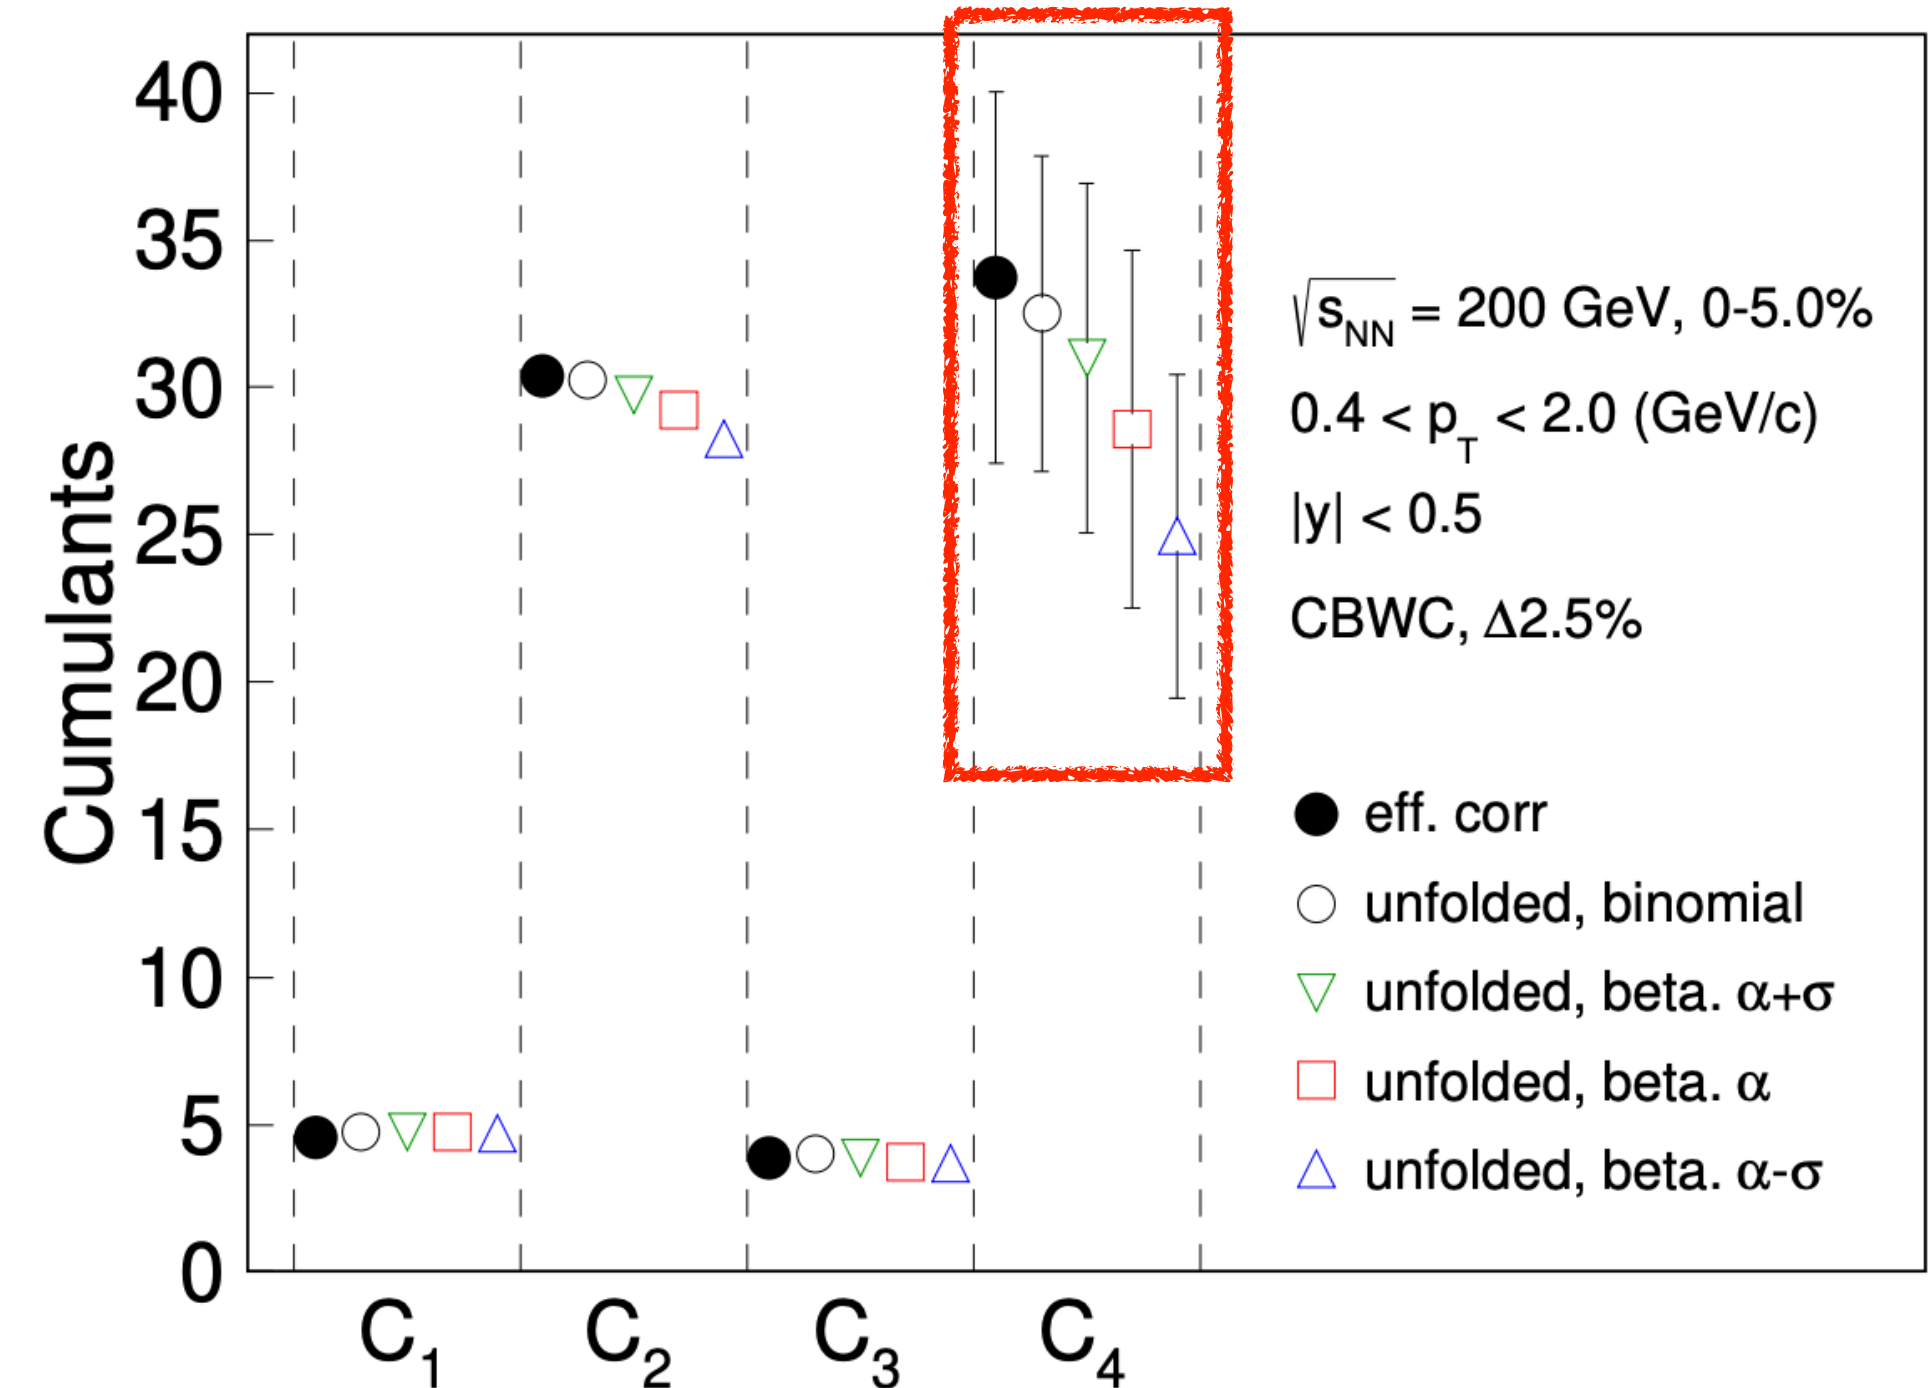 Cumulants
40
35
30
25
20
15
10
5
0
C1
C2
C3
C4
√sNN = 200 GeV, 0-5.0%
0.4 < pT < 2.0 (GeV/c)
|y| < 0.5
CBWC, Δ2.5%
eff. corr
unfolded, binomial
unfolded, beta. α+σ
unfolded, beta. α
unfolded, beta. α-σ